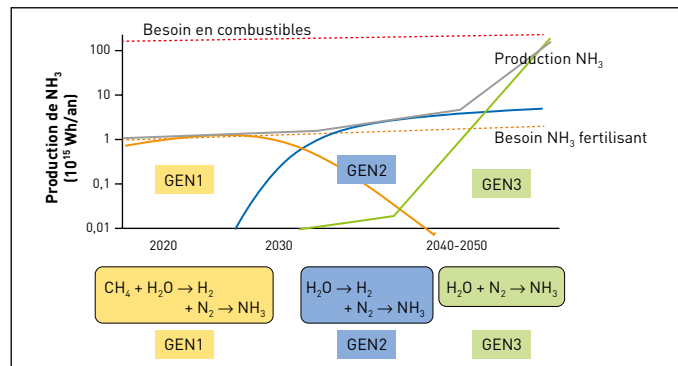 Besoin en combustibles
Production de NH₃
(10¹⁵ Wh/an)
100
10
1
0,1
0,01
Production NH₃
Besoin NH₃ fertilisant
GEN1
GEN2
GEN3
2020
2030
2040-2050
CH₄ + H₂O → H₂
+ N₂ → NH₃
H₂O → H₂
+ N₂ → NH₃
H₂O + N₂ → NH₃
GEN1
GEN2
GEN3